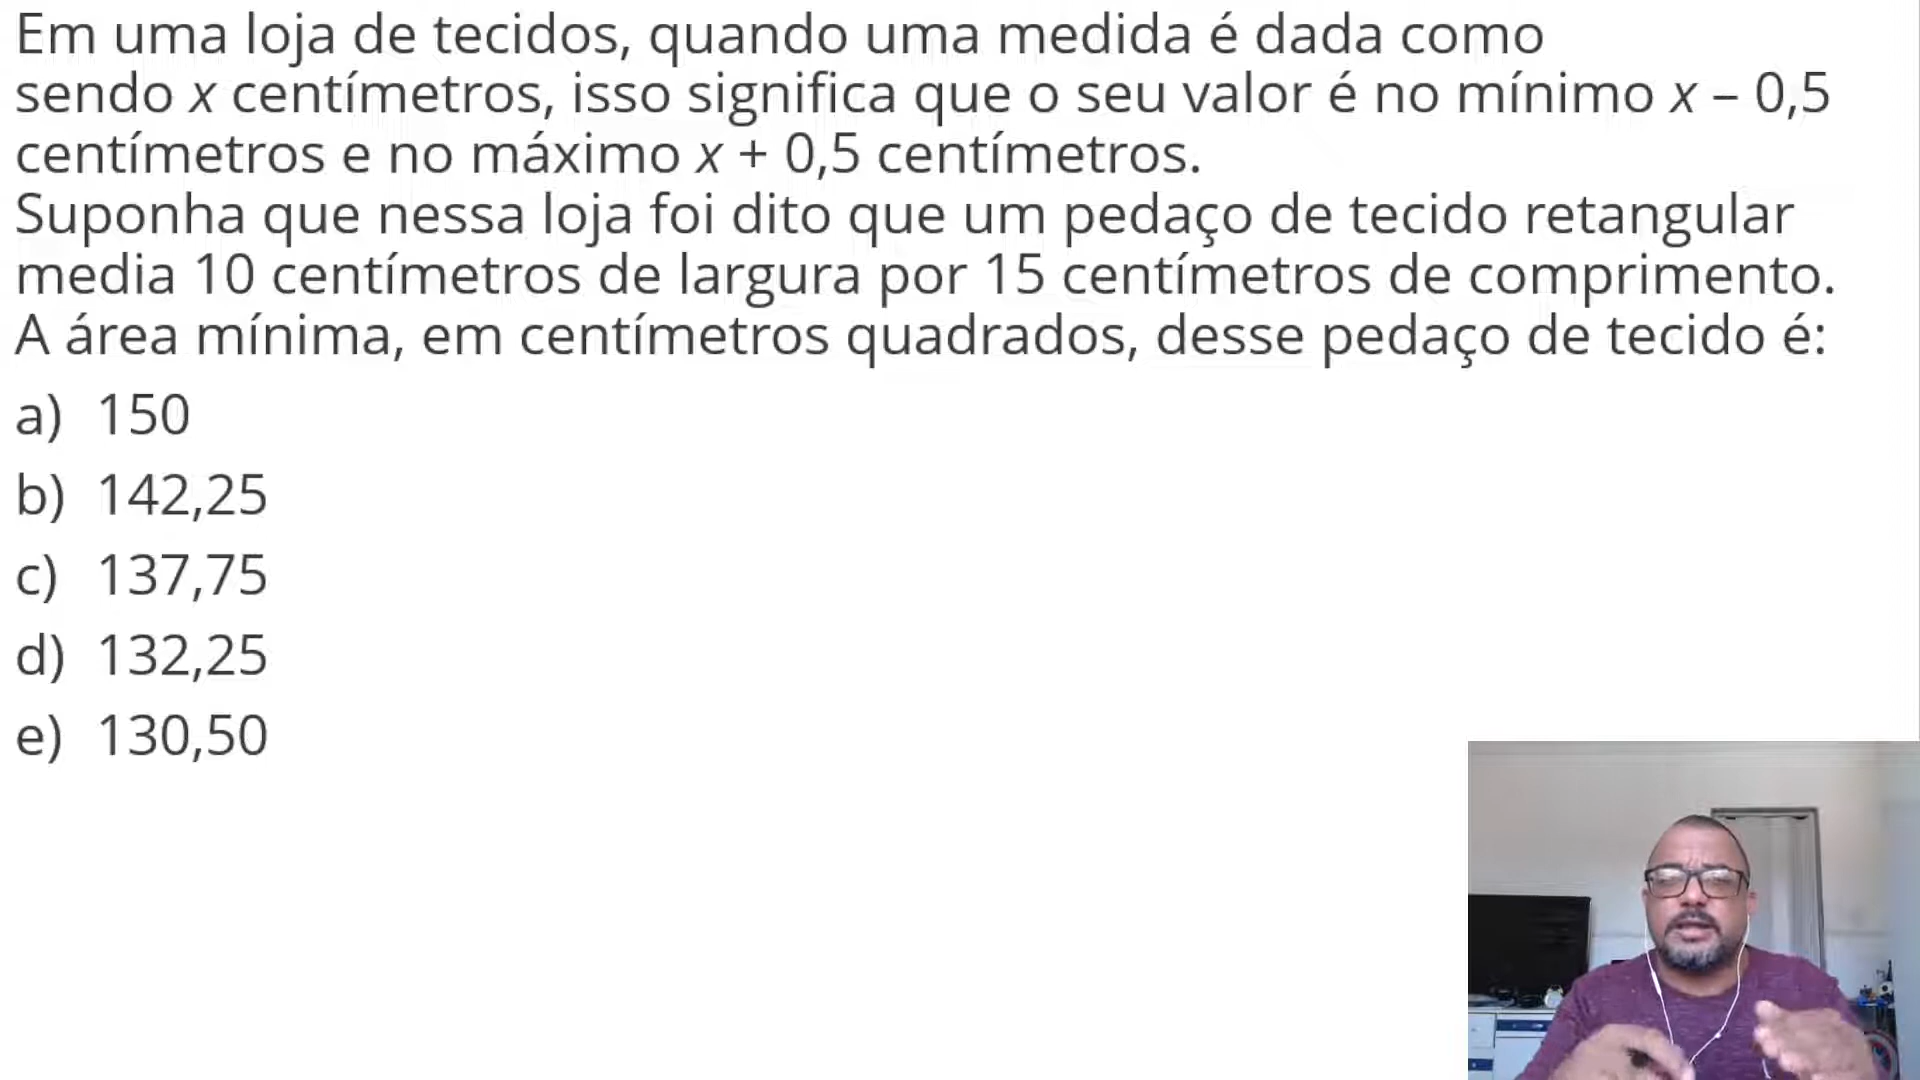 Em uma loja de tecidos, quando uma medida é dada como
sendo x centímetros, isso significa que o seu valor é no mínimo x – 0,5
centímetros e no máximo x + 0,5 centímetros.
Suponha que nessa loja foi dito que um pedaço de tecido retangular
media 10 centímetros de largura por 15 centímetros de comprimento.
A área mínima, em centímetros quadrados, desse pedaço de tecido é:
a) 150
b) 142,25
c) 137,75
d) 132,25
e) 130,50